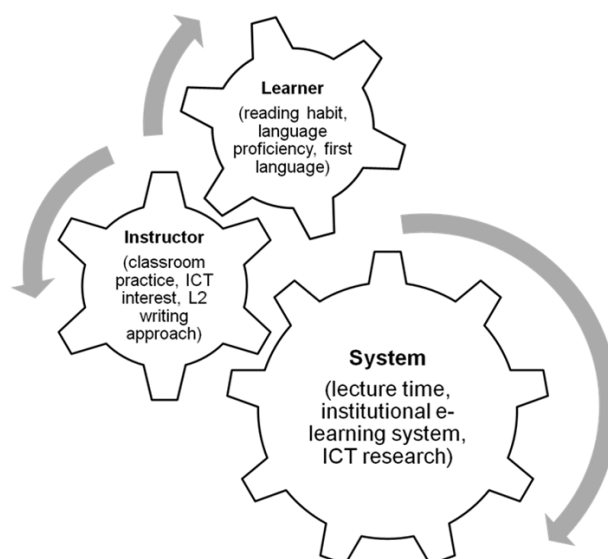 Learner
(reading habit,
language
proficiency, first
language)
Instructor
(classroom
practice, ICT
interest, L2
writing
approach)
System
(lecture time,
institutional e-
learning system,
ICT research)